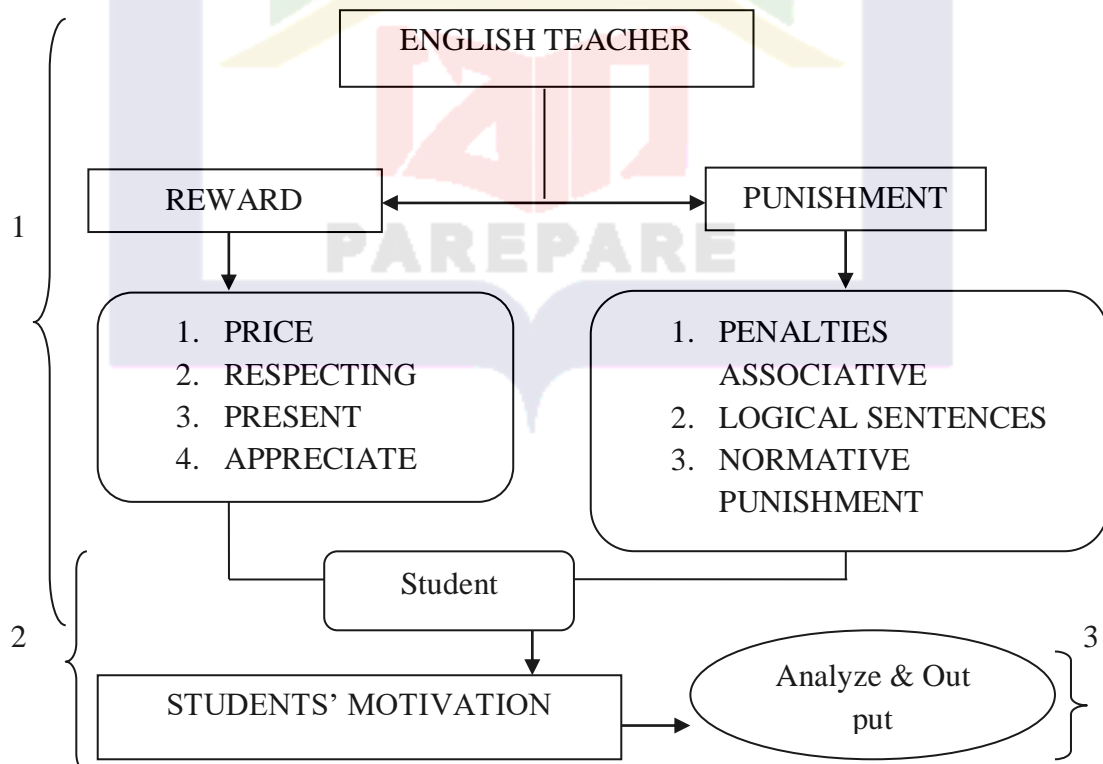 ENGLISH TEACHER
REWARD
PUNISHMENT
1
PAREPARE
1. PRICE
2. RESPECTING
3. PRESENT
4. APPRECIATE
1. PENALTIES
ASSOCIATIVE
2. LOGICAL SENTENCES
3. NORMATIVE
PUNISHMENT
Student
2
3
STUDENTS’ MOTIVATION
Analyze & Out
put